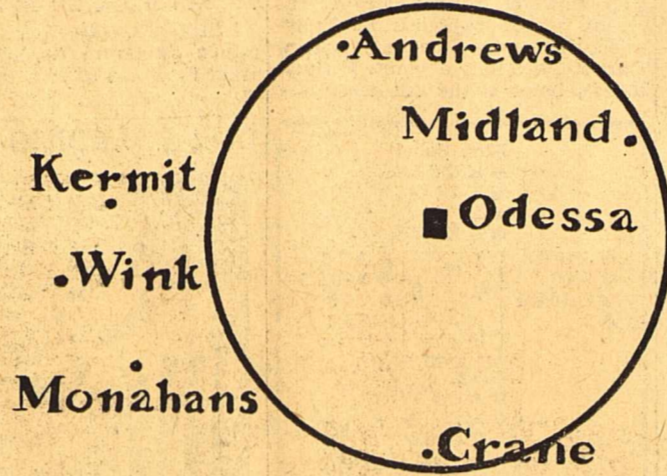 Andrews
Midland
Kermit
Odessa
Wink
Monahans
Crane